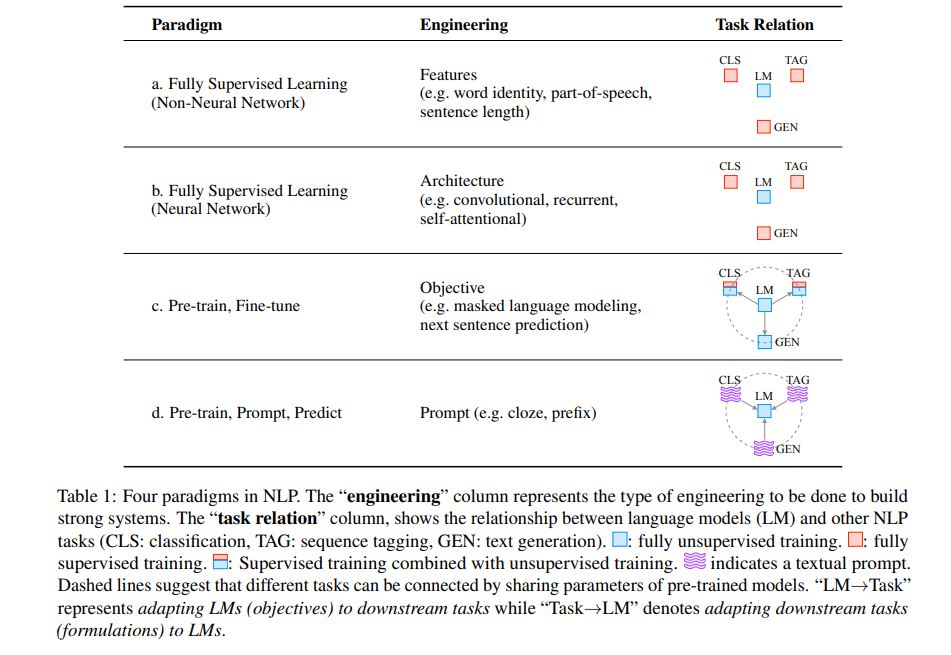 Paradigm Engineering Task Relation
a. Fully Supervised Learning
(Non-Neural Network)
Features
(e.g. word identity, part-of-speech,
sentence length)
CLS TAG
LM
GEN
b. Fully Supervised Learning
(Neural Network)
Architecture
(e.g. convolutional, recurrent,
self-attentional)
CLS TAG
LM
GEN
c. Pre-train, Fine-tune
Objective
(e.g. masked language modeling,
next sentence prediction)
CLS TAG
LM
GEN
d. Pre-train, Prompt, Predict
Prompt (e.g. cloze, prefix)
CLS TAG
LM
GEN
Table 1: Four paradigms in NLP. The “engineering” column represents the type of engineering to be done to build
strong systems. The “task relation” column, shows the relationship between language models (LM) and other NLP
tasks (CLS: classification, TAG: sequence tagging, GEN: text generation). : fully unsupervised training. : fully
supervised training. : Supervised training combined with unsupervised training. indicates a textual prompt.
Dashed lines suggest that different tasks can be connected by sharing parameters of pre-trained models. “LM→Task”
represents adapting LMs (objectives) to downstream tasks while “Task→LM” denotes adapting downstream tasks
(formulations) to LMs.